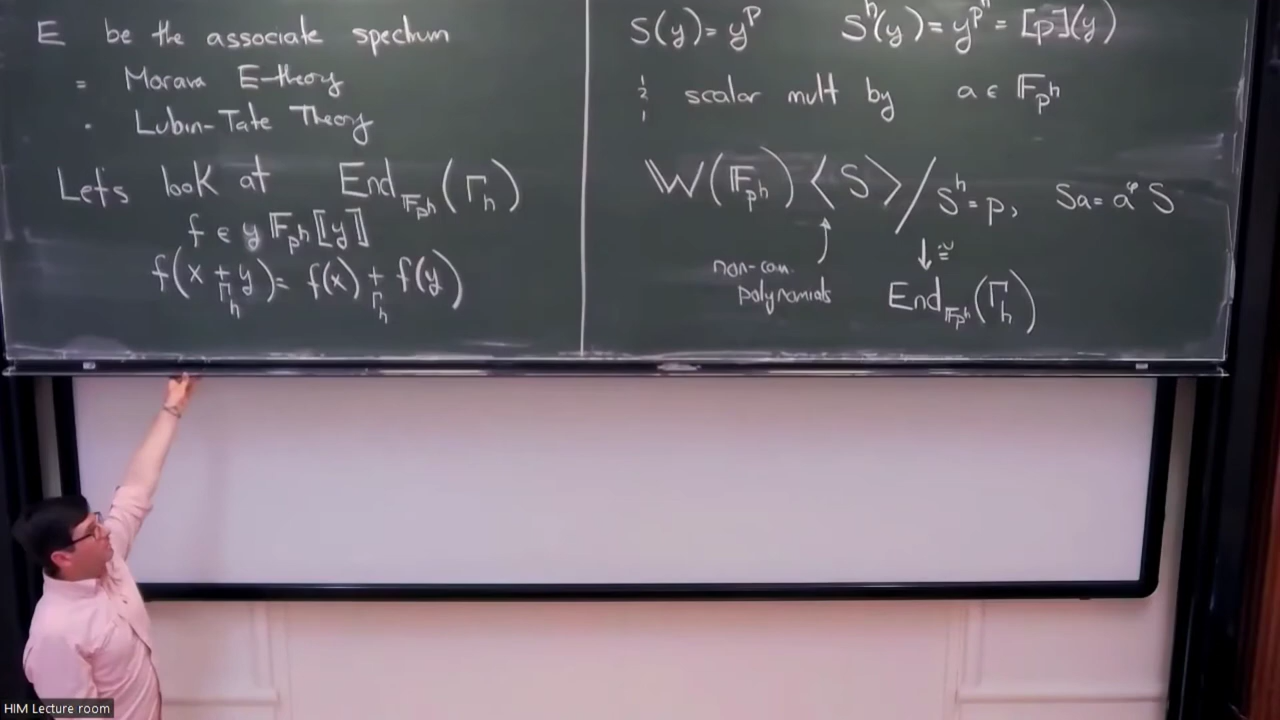 E be the associate spectrum
= Morava E-theory
· Lubin-Tate Theory
Let's look at End_{𝔽_{p^h}}(Γ_h)
f ∈ y 𝔽_{p^h}⟦y⟧
f(x +_{Γ_h} y) = f(x) +_{Γ_h} f(y)
S(y) = y^p S^h(y) = y^{p^h} = [p](y)
scalar mult by a ∈ 𝔽_{p^h}
𝕎(𝔽_{p^h})⟨S⟩/S^h = p, Sa = a^φ S
↓ ≅
non-com. polynomials
End_{𝔽_{p^h}}(Γ_h)
HIM Lecture room